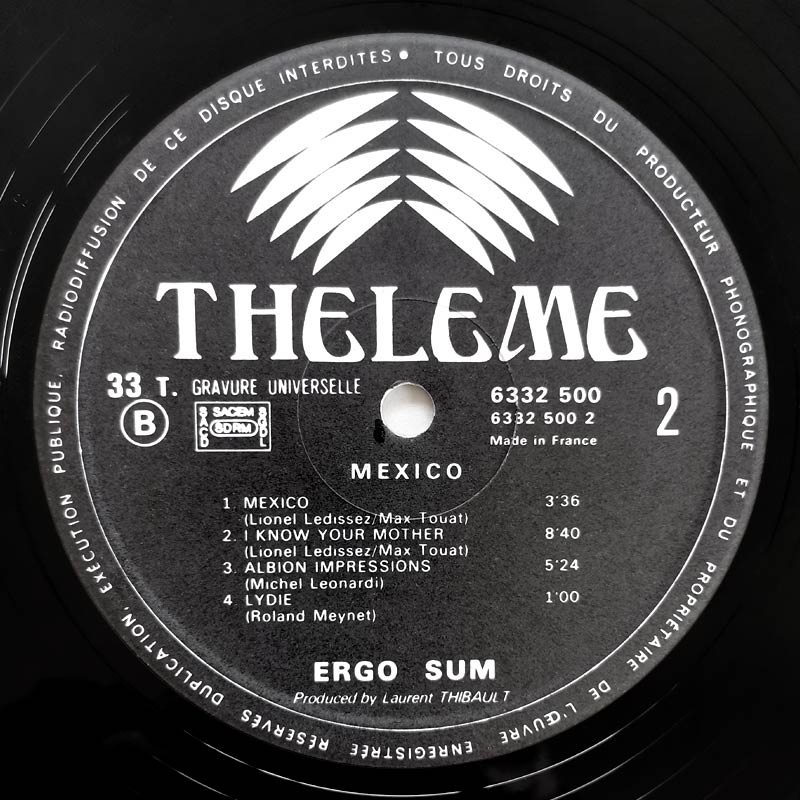 TOUS DROITS DU PRODUCTEUR PHONOGRAPHIQUE ET DU PROPRIÉTAIRE DE L'ŒUVRE ENREGISTRÉE RÉSERVÉS DUPLICATION, EXÉCUTION PUBLIQUE, RADIODIFFUSION DE CE DISQUE INTERDITES •
THELEME
33 T. GRAVURE UNIVERSELLE
B
SACD SACEM SDRM SGDL
6332 500
6332 500 2
Made in France
2
MEXICO
1. MEXICO 3'36
(Lionel Ledissez/Max Touat)
2. I KNOW YOUR MOTHER 8'40
(Lionel Ledissez/Max Touat)
3. ALBION IMPRESSIONS 5'24
(Michel Leonardi)
4 LYDIE 1'00
(Roland Meynet)
ERGO SUM
Produced by Laurent THIBAULT